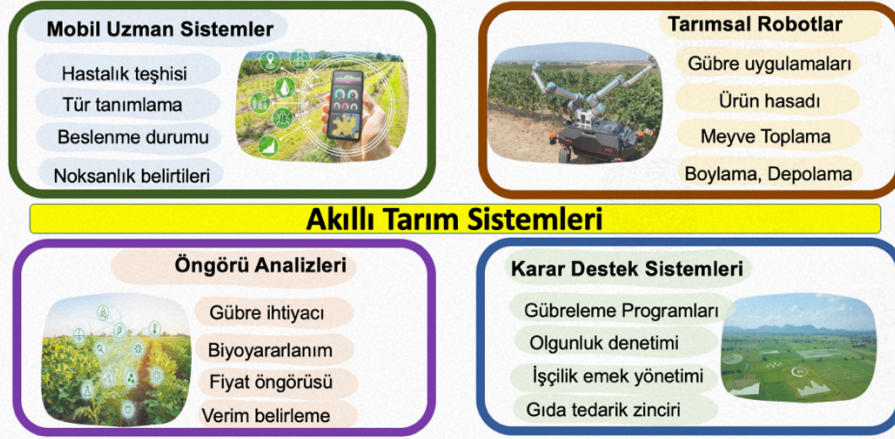 Mobil Uzman Sistemler
Hastalık teşhisi
Tür tanımlama
Beslenme durumu
Noksanlık belirtileri
Tarımsal Robotlar
Gübre uygulamaları
Ürün hasadı
Meyve Toplama
Boylama, Depolama
Akıllı Tarım Sistemleri
Öngörü Analizleri
Gübre ihtiyacı
Biyoyararlanım
Fiyat öngörüsü
Verim belirleme
Karar Destek Sistemleri
Gübreleme Programları
Olgunluk denetimi
İşçilik emek yönetimi
Gıda tedarik zinciri